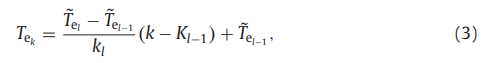 T_{e_k} = \frac{\tilde{T}_{e_l} - \tilde{T}_{e_{l-1}}}{k_l} (k - K_{l-1}) + \tilde{T}_{e_{l-1}}, (3)